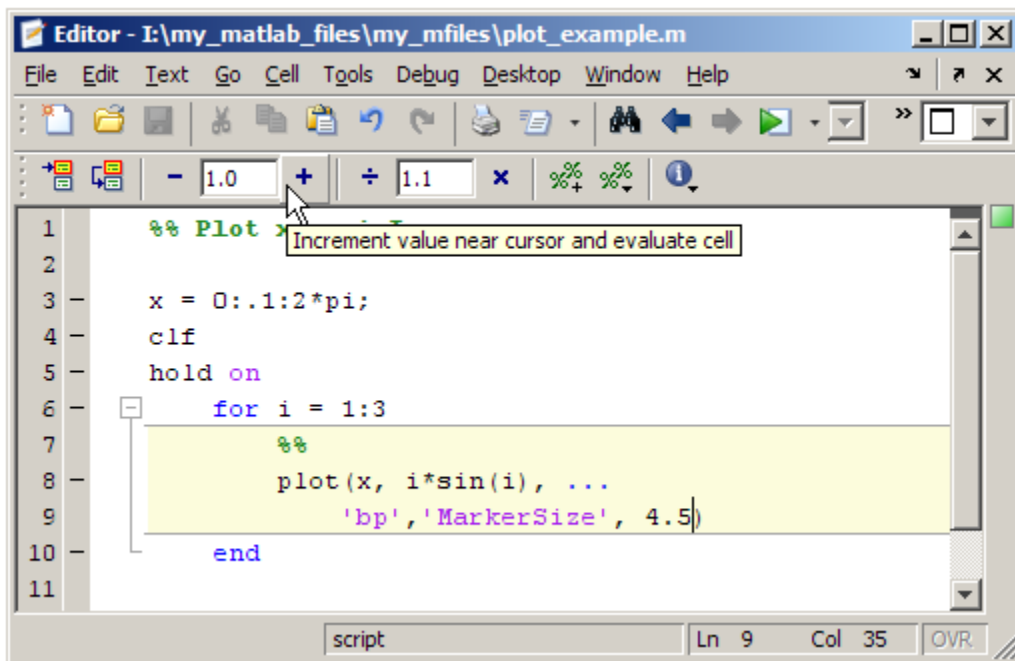 Editor - I:\my_matlab_files\my_mfiles\plot_example.m
File Edit Text Go Cell Tools Debug Desktop Window Help
- 1.0 + ÷ 1.1 ×
Increment value near cursor and evaluate cell
1 %% Plot
2
3 - x = 0:.1:2*pi;
4 - clf
5 - hold on
6 - for i = 1:3
7 %%
8 - plot(x, i*sin(i), ...
9 'bp','MarkerSize', 4.5)
10 - end
11
script Ln 9 Col 35 OVR